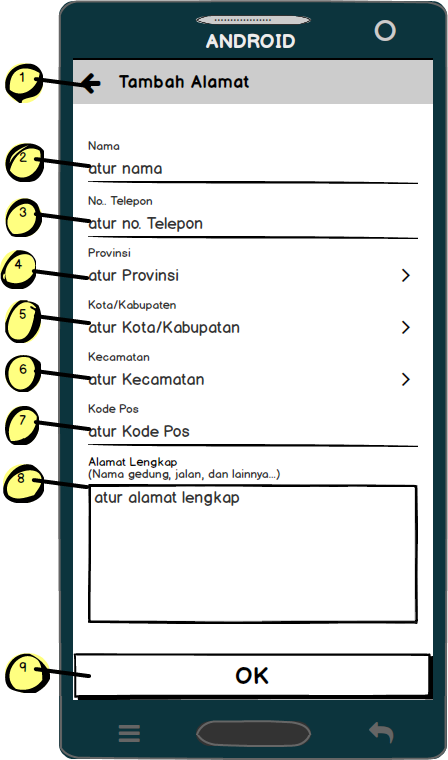 ANDROID
1
Tambah Alamat
Nama
2
atur nama
No.. Telepon
3
atur no. Telepon
Provinsi
4
atur Provinsi
Kota/Kabupaten
5
atur Kota/Kabupatan
Kecamatan
6
atur Kecamatan
Kode Pos
7
atur Kode Pos
Alamat Lengkap
(Nama gedung, jalan, dan lainnya...)
8
atur alamat lengkap
9
OK